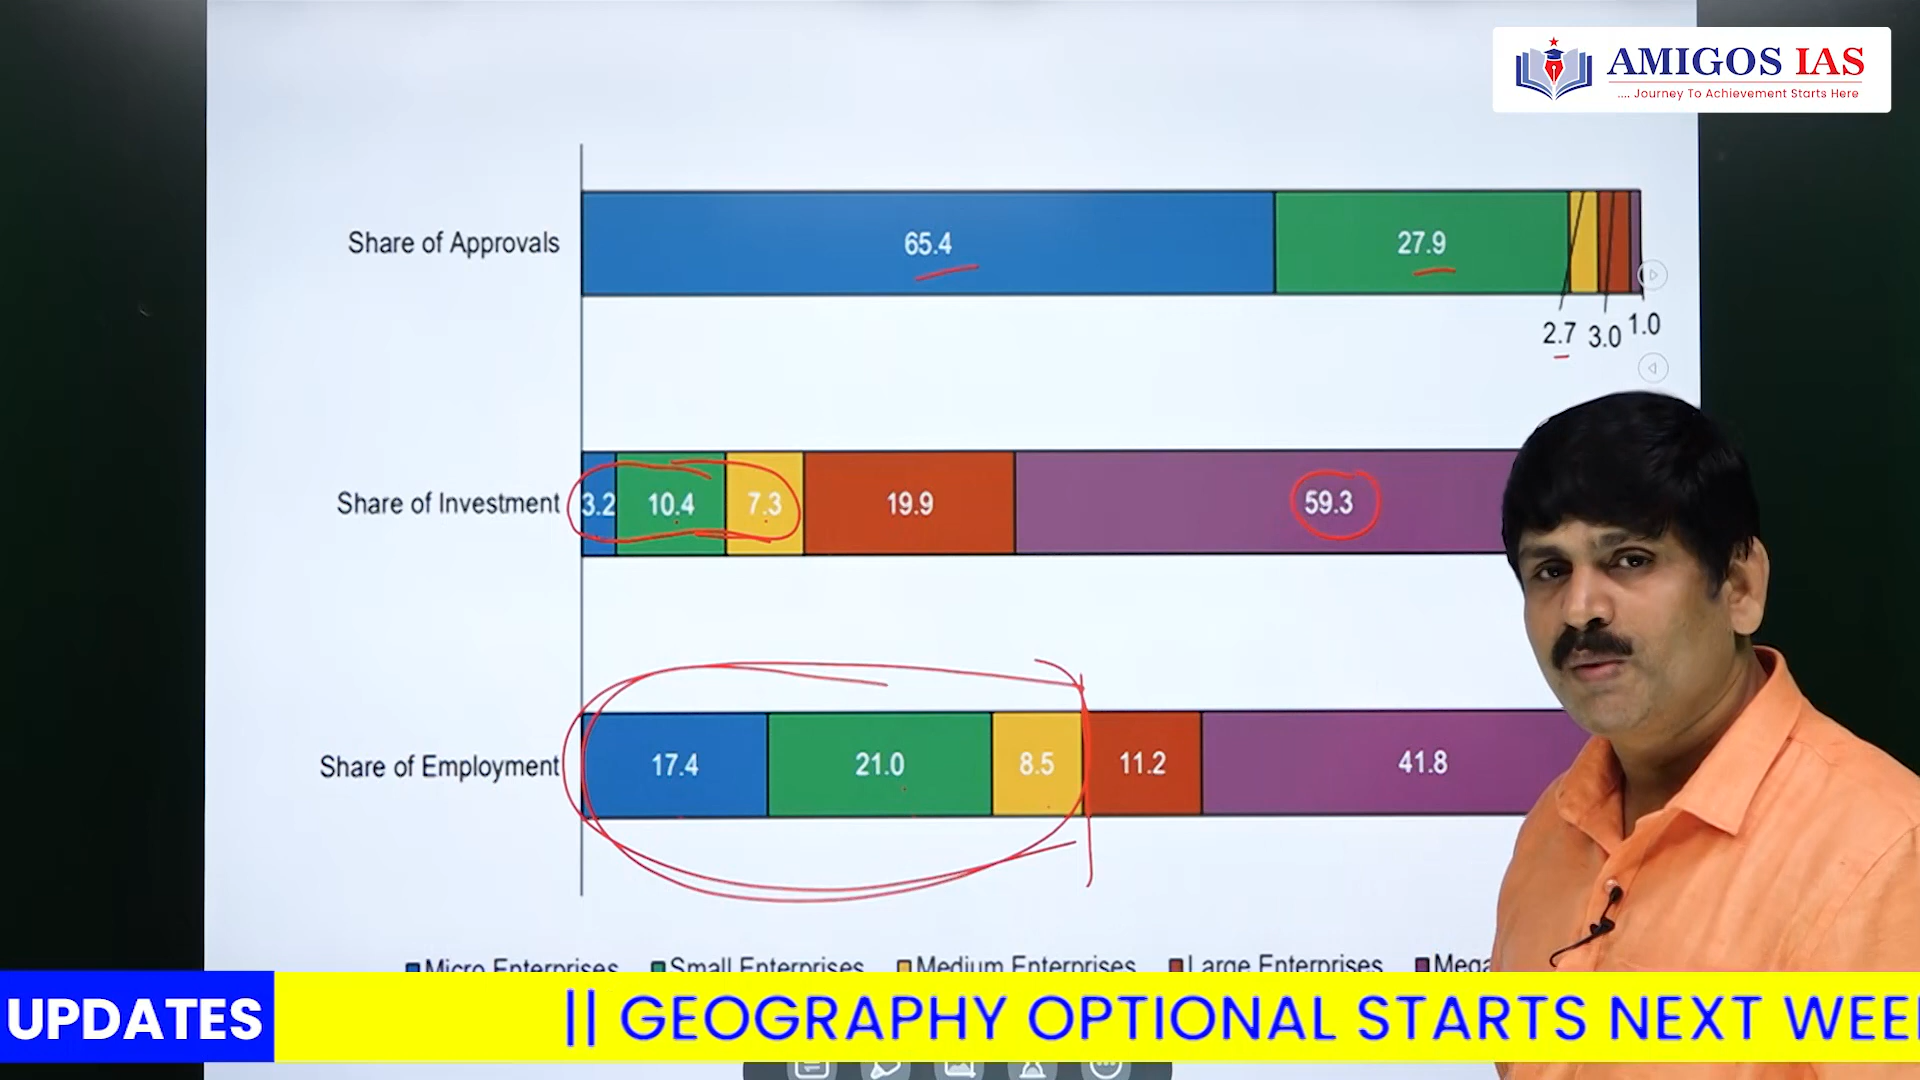 AMIGOS IAS
.... Journey To Achievement Starts Here
Share of Approvals
65.4
27.9
2.7
3.0
1.0
Share of Investment
3.2
10.4
7.3
19.9
59.3
Share of Employment
17.4
21.0
8.5
11.2
41.8
Micro Enterprises
Small Enterprises
Medium Enterprises
Large Enterprises
UPDATES
|| GEOGRAPHY OPTIONAL STARTS NEXT